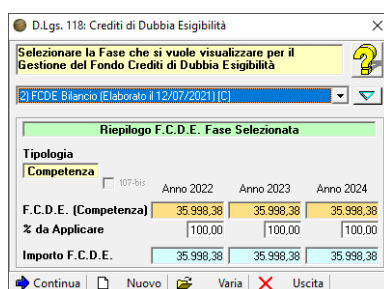 D.Lgs. 118: Crediti di Dubbia Esigibilità
Selezionare la Fase che si vuole visualizzare per il
Gestione del Fondo Crediti di Dubbia Esigibilità
2) FCDE Bilancio (Elaborato il 12/07/2021) [C]
Riepilogo F.C.D.E. Fase Selezionata
Tipologia
Competenza
107-bis
Anno 2022 Anno 2023 Anno 2024
F.C.D.E. (Competenza) 35.998,38 35.998,38 35.998,38
% da Applicare 100,00 100,00 100,00
Importo F.C.D.E. 35.998,38 35.998,38 35.998,38
Continua Nuovo Varia Uscita